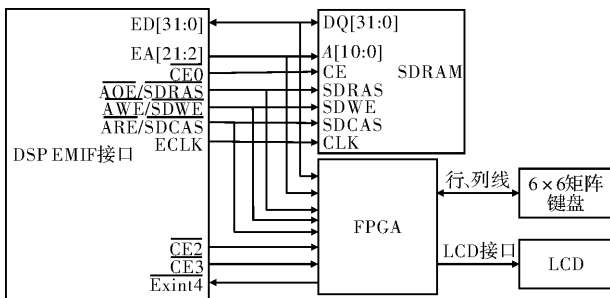 ED[31:0]
EA[21:2]
CE0
AOE/SDRAS
AWE/SDWE
ARE/SDCAS
ECLK
DSP EMIF接口
CE2
CE3
Exint4
DQ[31:0]
A[10:0]
CE
SDRAM
SDRAS
SDWE
SDCAS
CLK
FPGA
行、列线
6×6矩阵
键盘
LCD接口
LCD